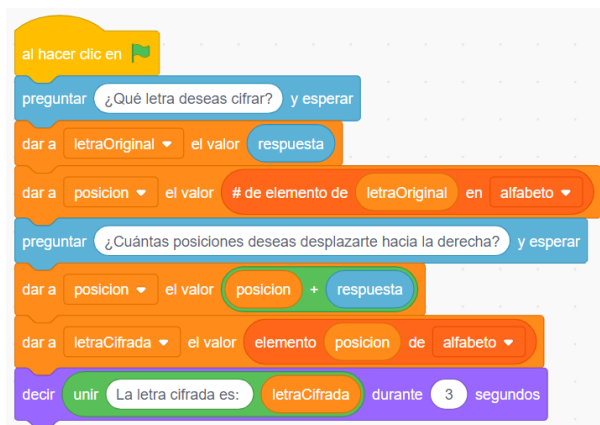 al hacer clic en
preguntar ¿Qué letra deseas cifrar? y esperar
dar a letraOriginal el valor respuesta
dar a posicion el valor # de elemento de letraOriginal en alfabeto
preguntar ¿Cuántas posiciones deseas desplazarte hacia la derecha? y esperar
dar a posicion el valor posicion + respuesta
dar a letraCifrada el valor elemento posicion de alfabeto
decir unir La letra cifrada es: letraCifrada durante 3 segundos